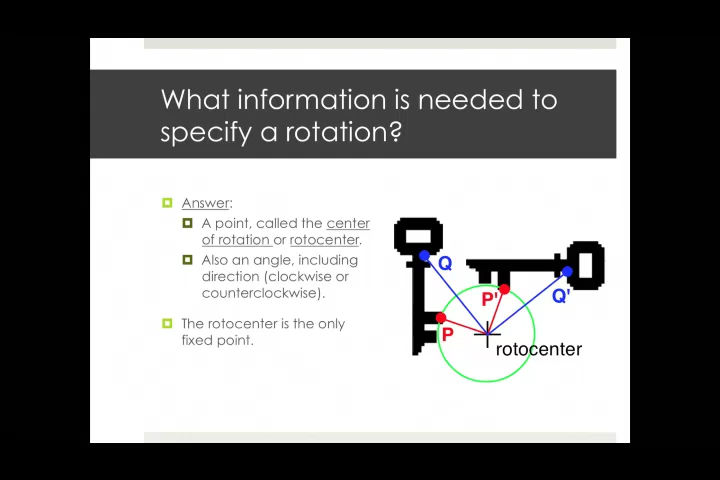 What information is needed to
specify a rotation?
Answer:
A point, called the center
of rotation or rotocenter.
Also an angle, including
direction (clockwise or
counterclockwise).
The rotocenter is the only
fixed point.
Q
P'
Q'
P
rotocenter